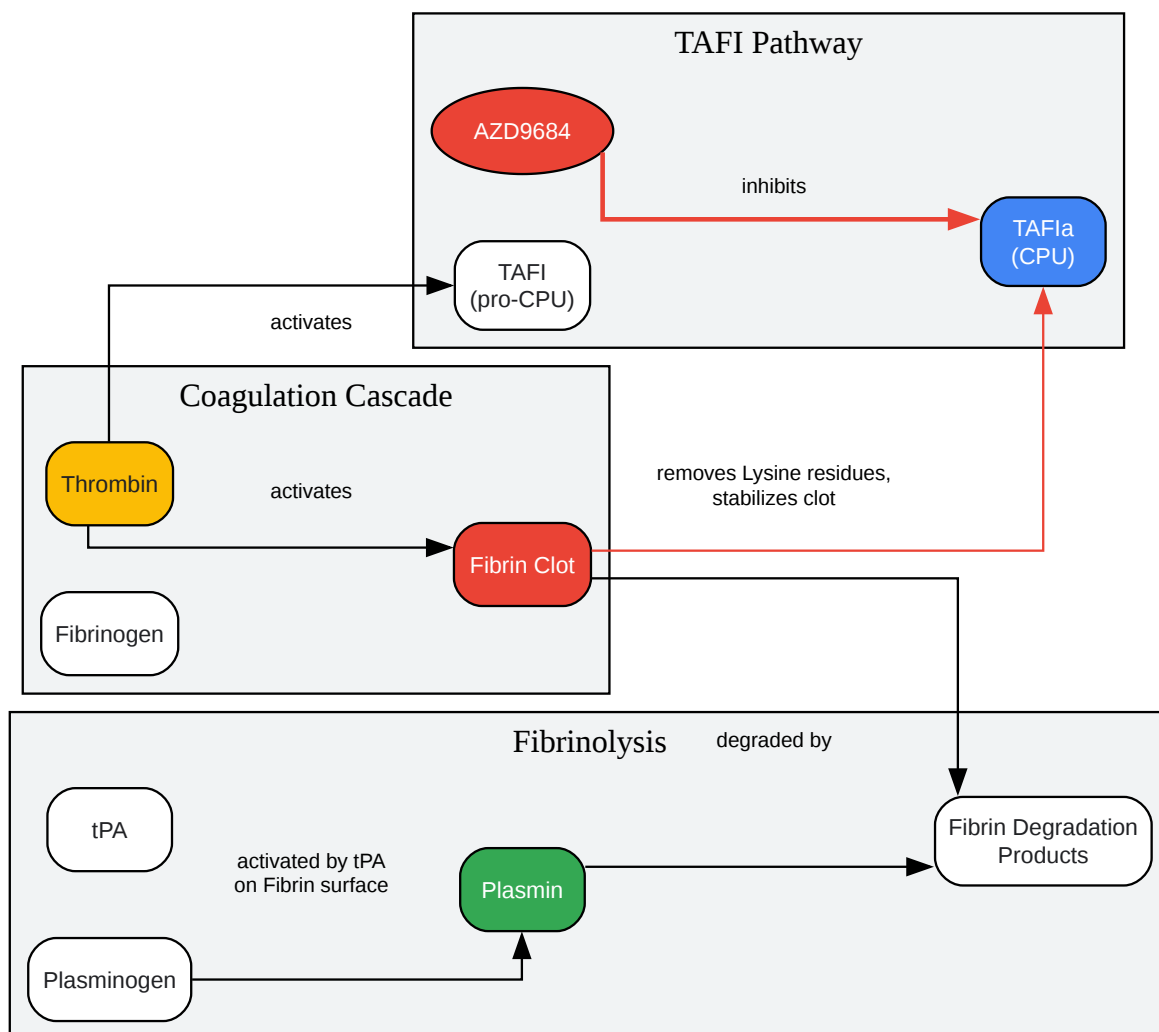 TAFI Pathway
AZD9684
inhibits
TAFIa
(CPU)
TAFI
(pro-CPU)
activates
Coagulation Cascade
Thrombin
activates
removes Lysine residues,
stabilizes clot
Fibrin Clot
Fibrinogen
Fibrinolysis
degraded by
tPA
Fibrin Degradation
Products
activated by tPA
on Fibrin surface
Plasmin
Plasminogen